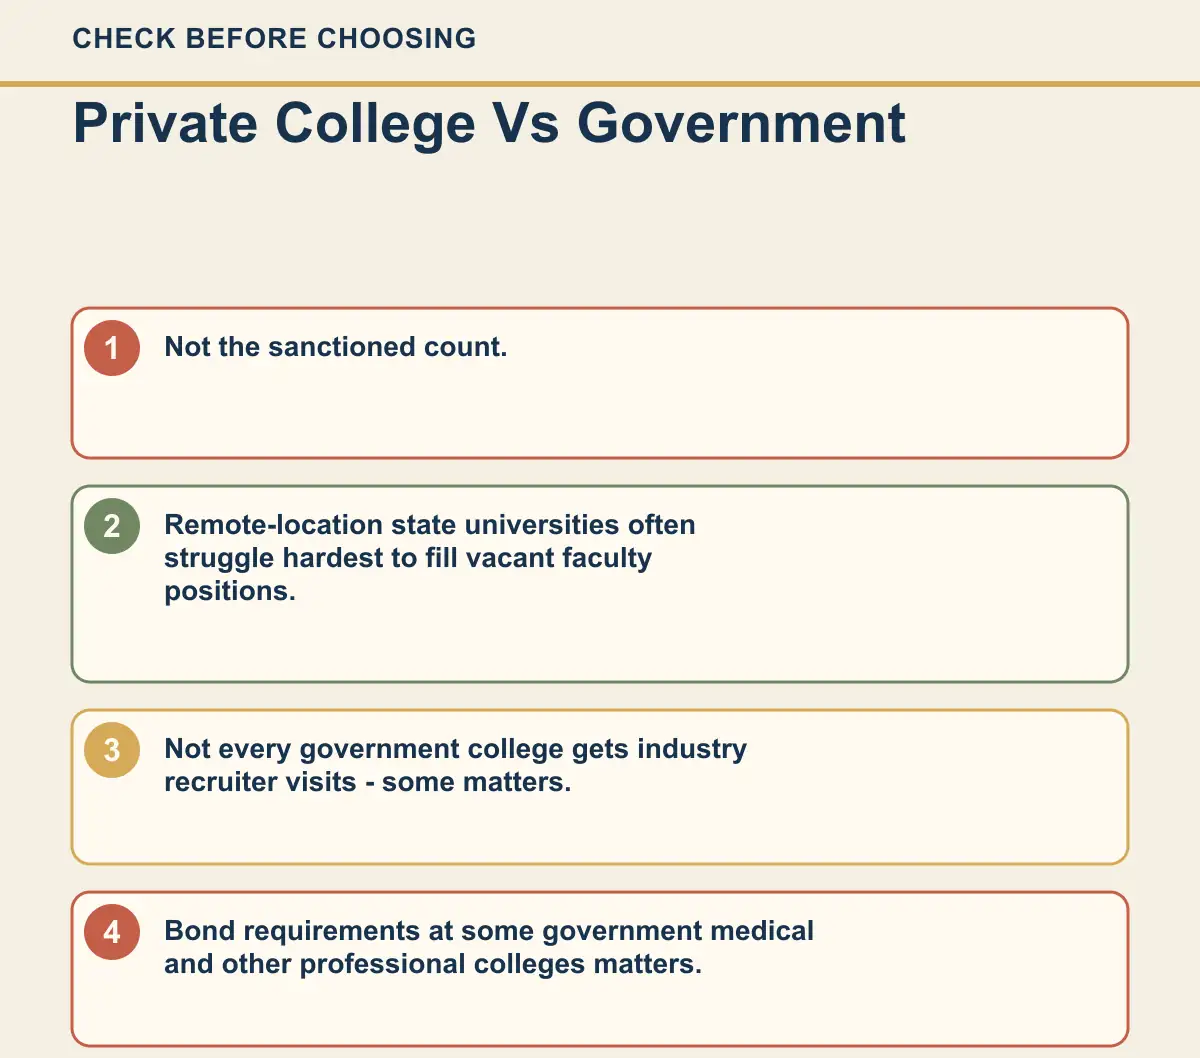 CHECK BEFORE CHOOSING
Private College Vs Government
1
Not the sanctioned count.
2
Remote-location state universities often
struggle hardest to fill vacant faculty
positions.
3
Not every government college gets industry
recruiter visits - some matters.
4
Bond requirements at some government medical
and other professional colleges matters.